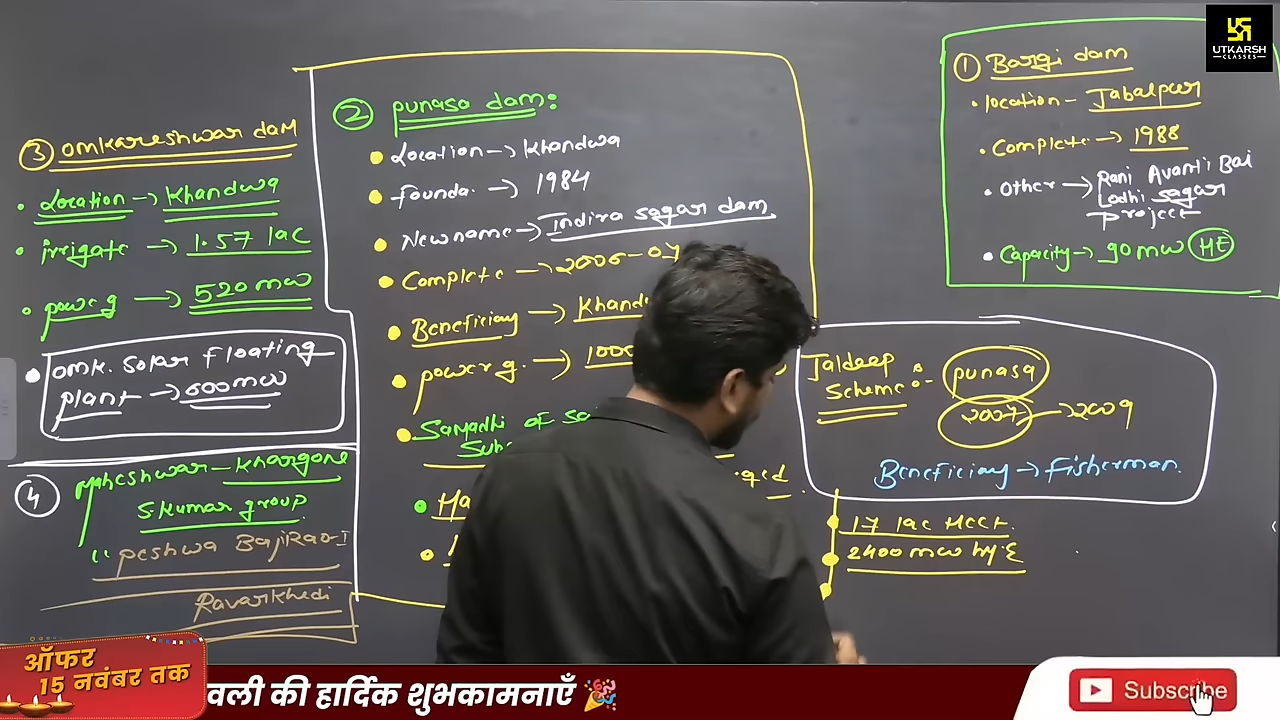 UTKARSH
CLASSES
① Bargi dam
• location - Jabalpur
• Complete → 1988
• Other → Rani Avanti Bai
Lodhi sagar
project
• Capacity → 90 mw HE
② punasa dam:
• Location → Khandwa
• founda. → 1984
• New name → Indira sagar dam
• Complete → 2006-07
• Beneficiary → Khand
• power g. → 1000
Samadhi of
③ omkareshwar dam
• Location → Khandwa
• irrigate → 1.57 lac
• power g → 520 mw
• omk. Solar Floating
plant → 600 mw
④ Maheshwar - Khargone
S Kumar group
" peshwa BajiRao-I
Ravarkhedi
Jaldeep
Scheme :- punasa
2007 → 2009
Beneficiary → Fisherman.
17 lac Hect.
2400 mw hy.E
ऑफर
15 नवंबर तक
वली की हार्दिक शुभकामनाएँ
Subscribe